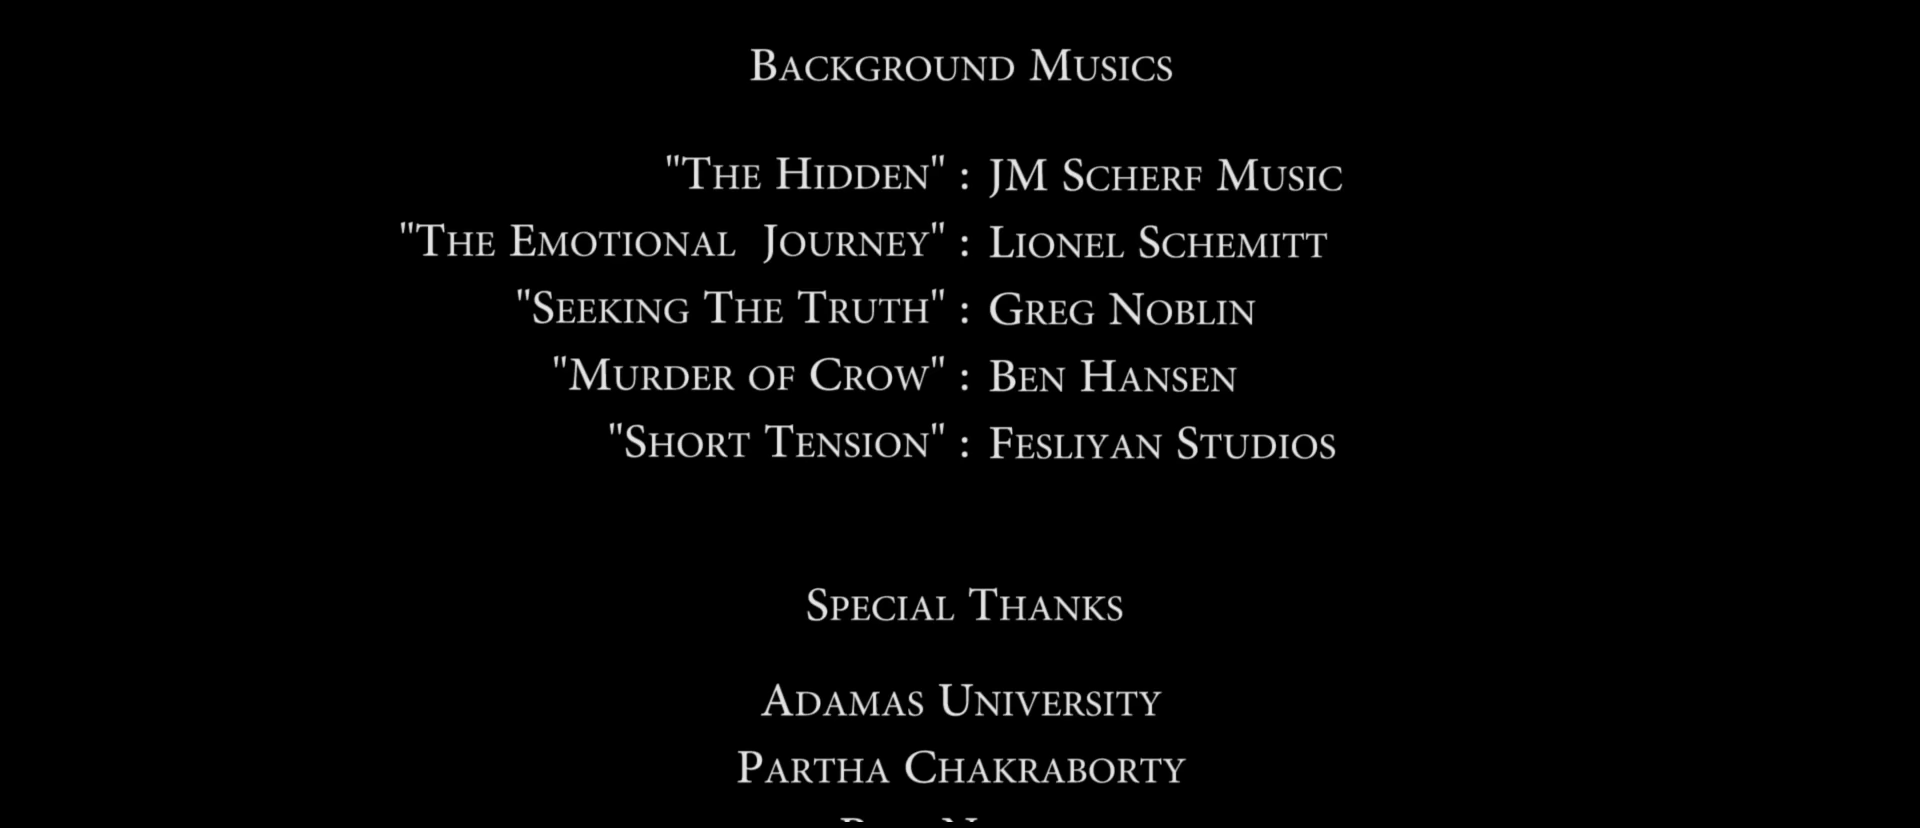 Background Musics
"The Hidden" : JM Scherf Music
"The Emotional  Journey" : Lionel Schemitt
"Seeking The Truth" : Greg Noblin
"Murder of Crow" : Ben Hansen
"Short Tension" : Fesliyan Studios
Special Thanks
Adamas University
Partha Chakraborty